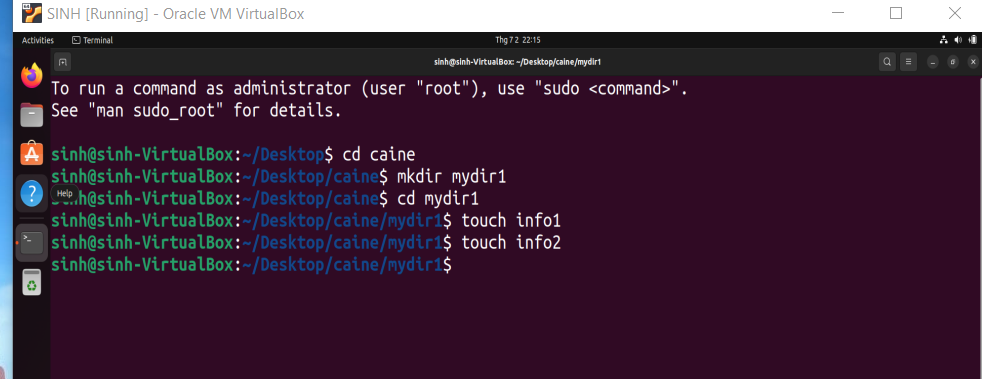 SINH [Running] - Oracle VM VirtualBox
Activities Terminal Thg 7 2 22:15
sinh@sinh-VirtualBox: ~/Desktop/caine/mydir1
To run a command as administrator (user "root"), use "sudo <command>".
See "man sudo_root" for details.
sinh@sinh-VirtualBox:~/Desktop$ cd caine
sinh@sinh-VirtualBox:~/Desktop/caine$ mkdir mydir1
Help
sinh@sinh-VirtualBox:~/Desktop/caine$ cd mydir1
sinh@sinh-VirtualBox:~/Desktop/caine/mydir1$ touch info1
sinh@sinh-VirtualBox:~/Desktop/caine/mydir1$ touch info2
sinh@sinh-VirtualBox:~/Desktop/caine/mydir1$